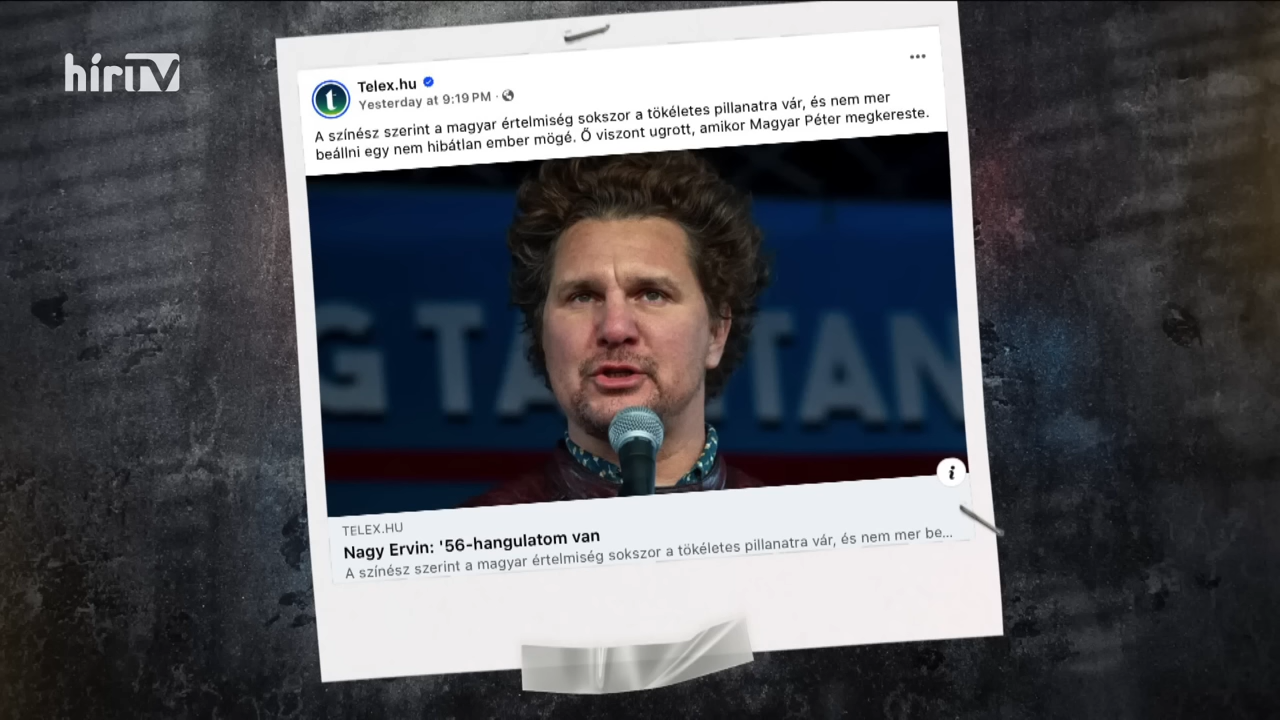 hírTV
Telex.hu
Yesterday at 9:19 PM ·
A színész szerint a magyar értelmiség sokszor a tökéletes pillanatra vár, és nem mer
beállni egy nem hibátlan ember mögé. Ő viszont ugrott, amikor Magyar Péter megkereste.
G TA TAN
TELEX.HU
Nagy Ervin: '56-hangulatom van
A színész szerint a magyar értelmiség sokszor a tökéletes pillanatra vár, és nem mer be...